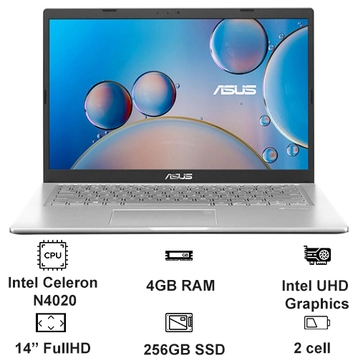 ASUS
ASUS
CPU
Intel Celeron
N4020
4GB RAM
Intel UHD
Graphics
14” FullHD
256GB SSD
2 cell